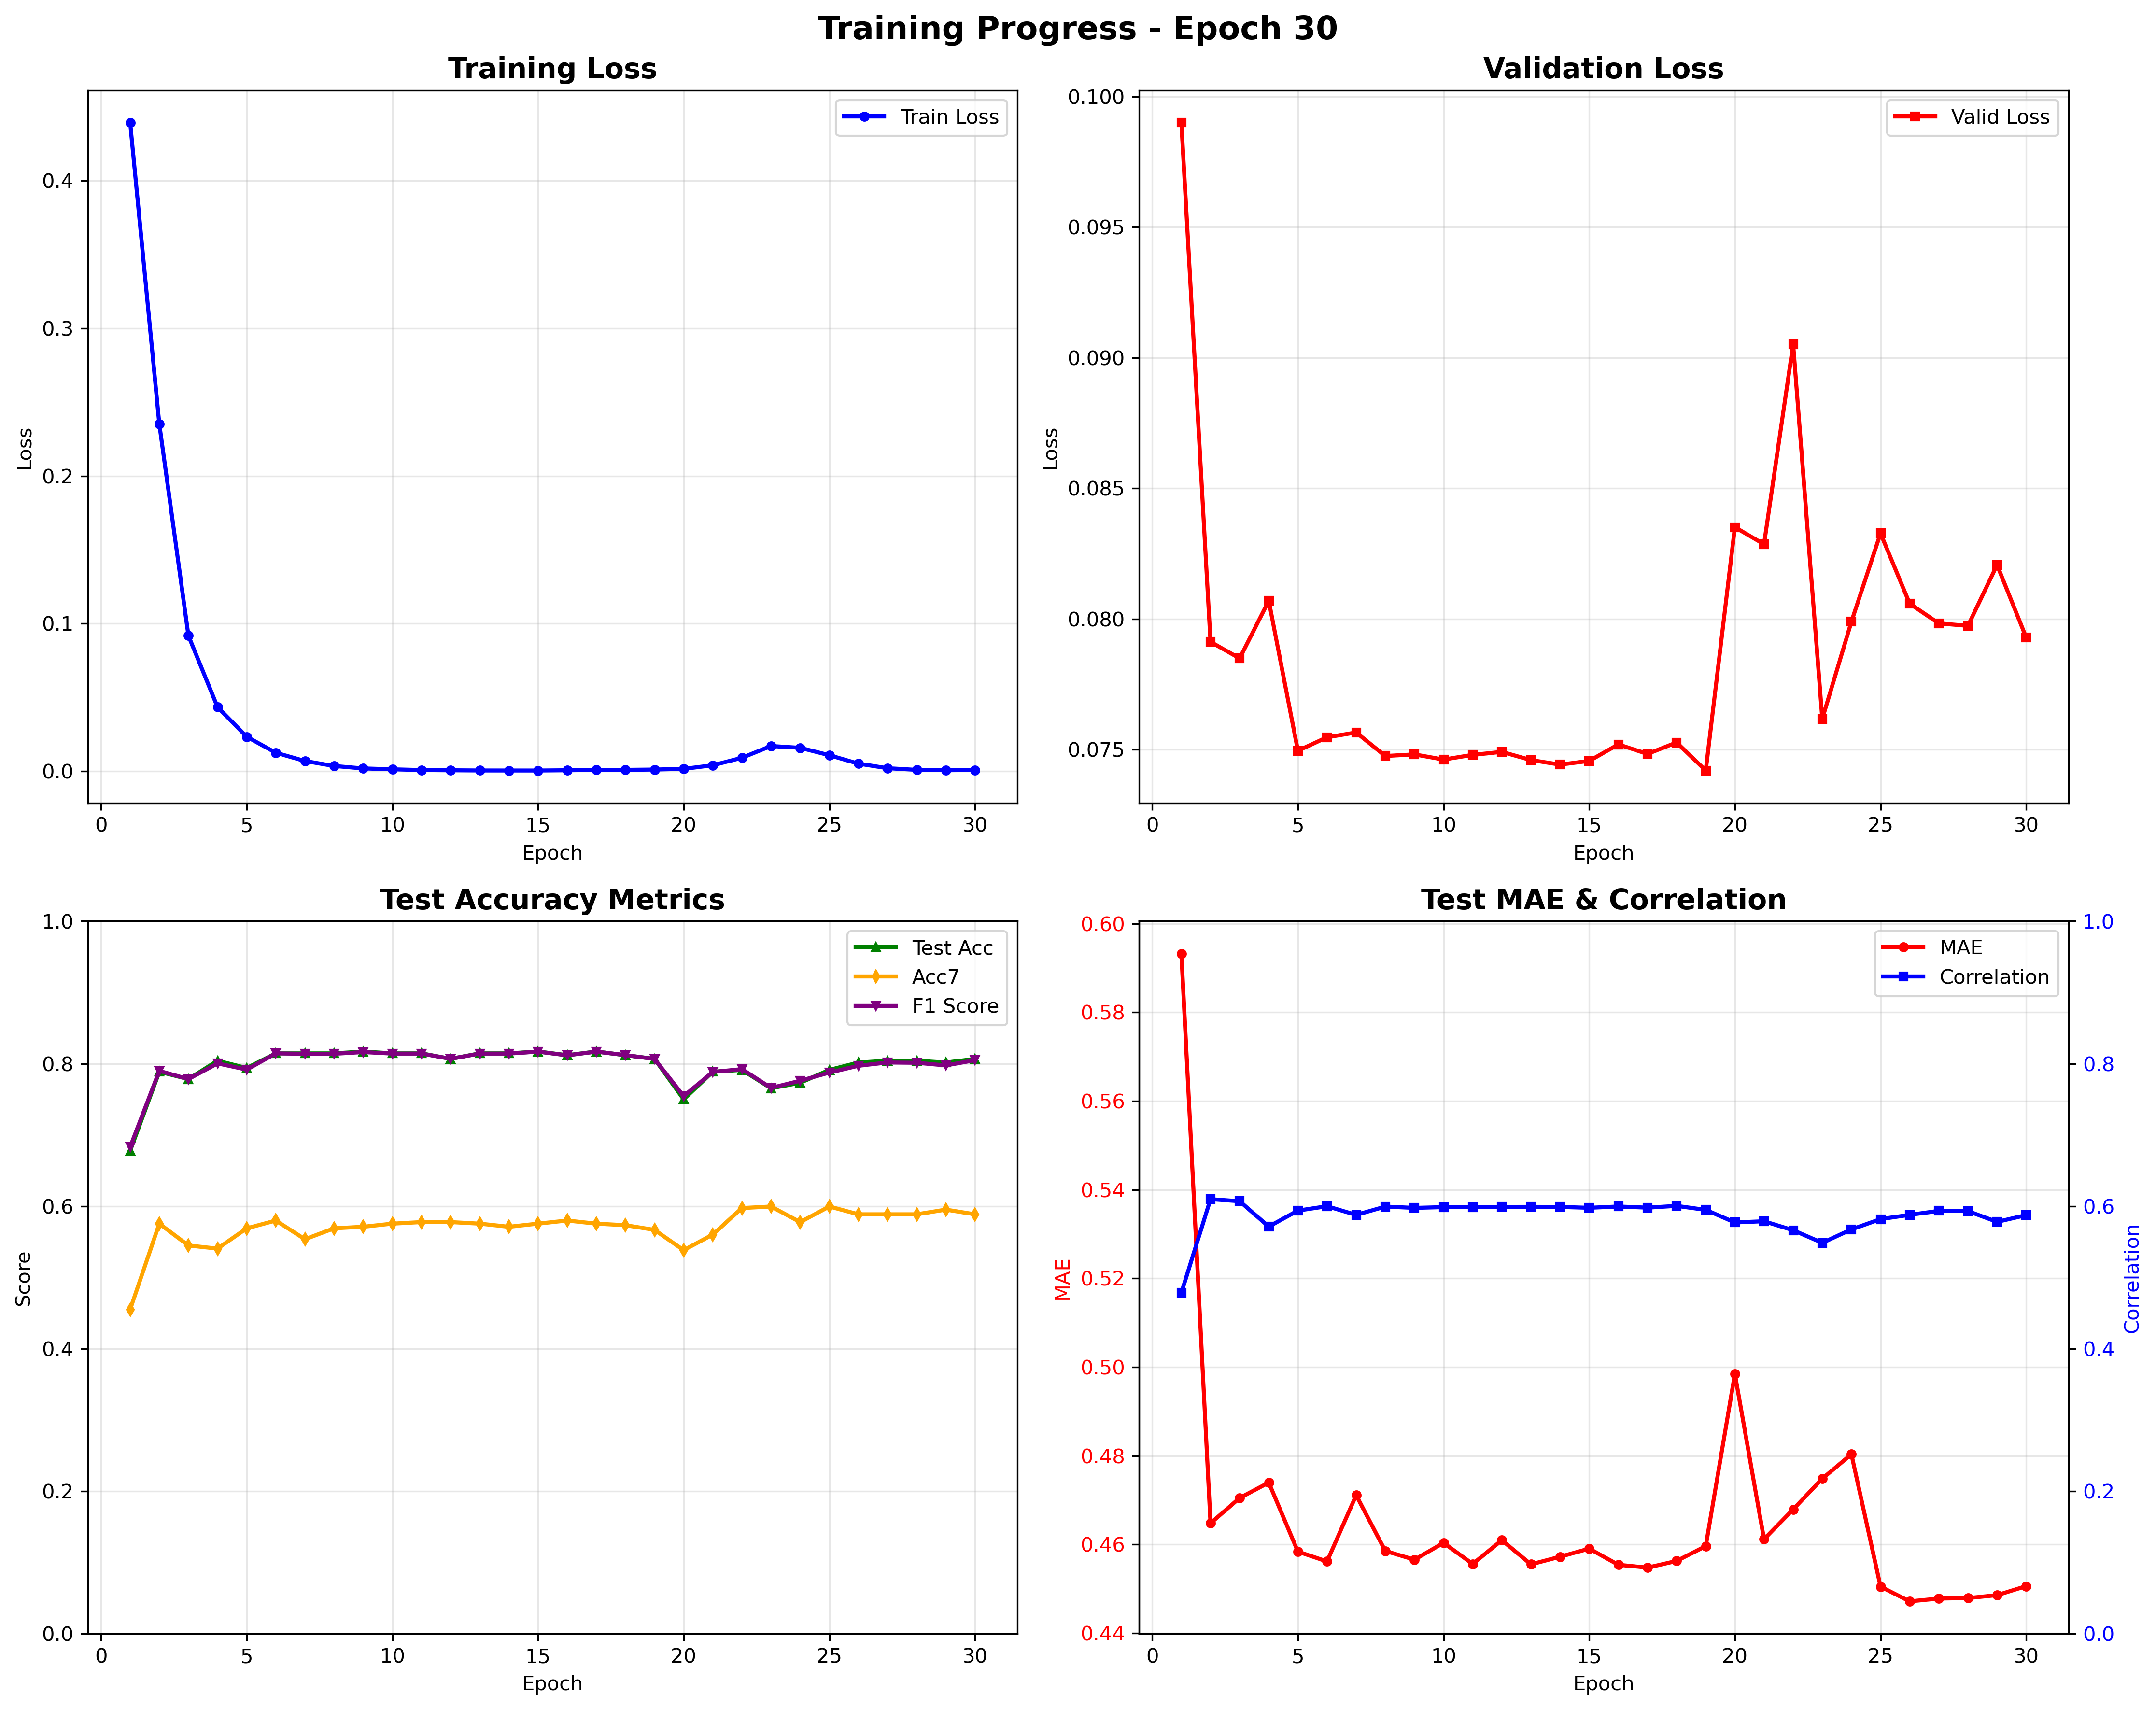 Training Progress - Epoch 30
Training Loss
Train Loss
0.4
0.3
0.2
0.1
0.0
Loss
0 5 10 15 20 25 30
Epoch
Validation Loss
Valid Loss
0.100
0.095
0.090
0.085
0.080
0.075
Loss
0 5 10 15 20 25 30
Epoch
Test Accuracy Metrics
Test Acc
Acc7
F1 Score
1.0
0.8
0.6
0.4
0.2
0.0
Score
0 5 10 15 20 25 30
Epoch
Test MAE & Correlation
MAE
Correlation
0.60
0.58
0.56
0.54
0.52
0.50
0.48
0.46
0.44
MAE
1.0
0.8
0.6
0.4
0.2
0.0
Correlation
0 5 10 15 20 25 30
Epoch